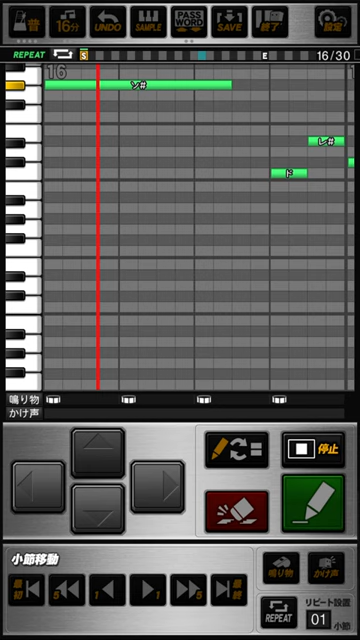 普 16分 UNDO SAMPLE PASS WORD SAVE 終了 設定
REPEAT S E 16/30
16
ソ#
レ#
ド
鳴り物
かけ声
停止
小節移動
最初 5 1 1 5 最終
鳴り物 かけ声
REPEAT リピート設置
01 小節